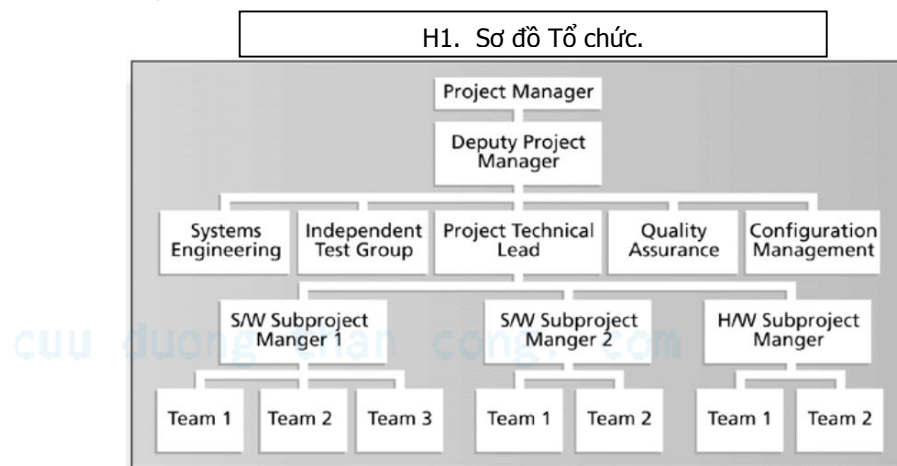 H1. Sơ đồ Tổ chức.
Project Manager
Deputy Project
Manager
Systems
Engineering
Independent
Test Group
Project Technical
Lead
Quality
Assurance
Configuration
Management
S/W Subproject
Manger 1
S/W Subproject
Manger 2
H/W Subproject
Manger
cuu duong than cong. com
Team 1
Team 2
Team 3
Team 1
Team 2
Team 1
Team 2